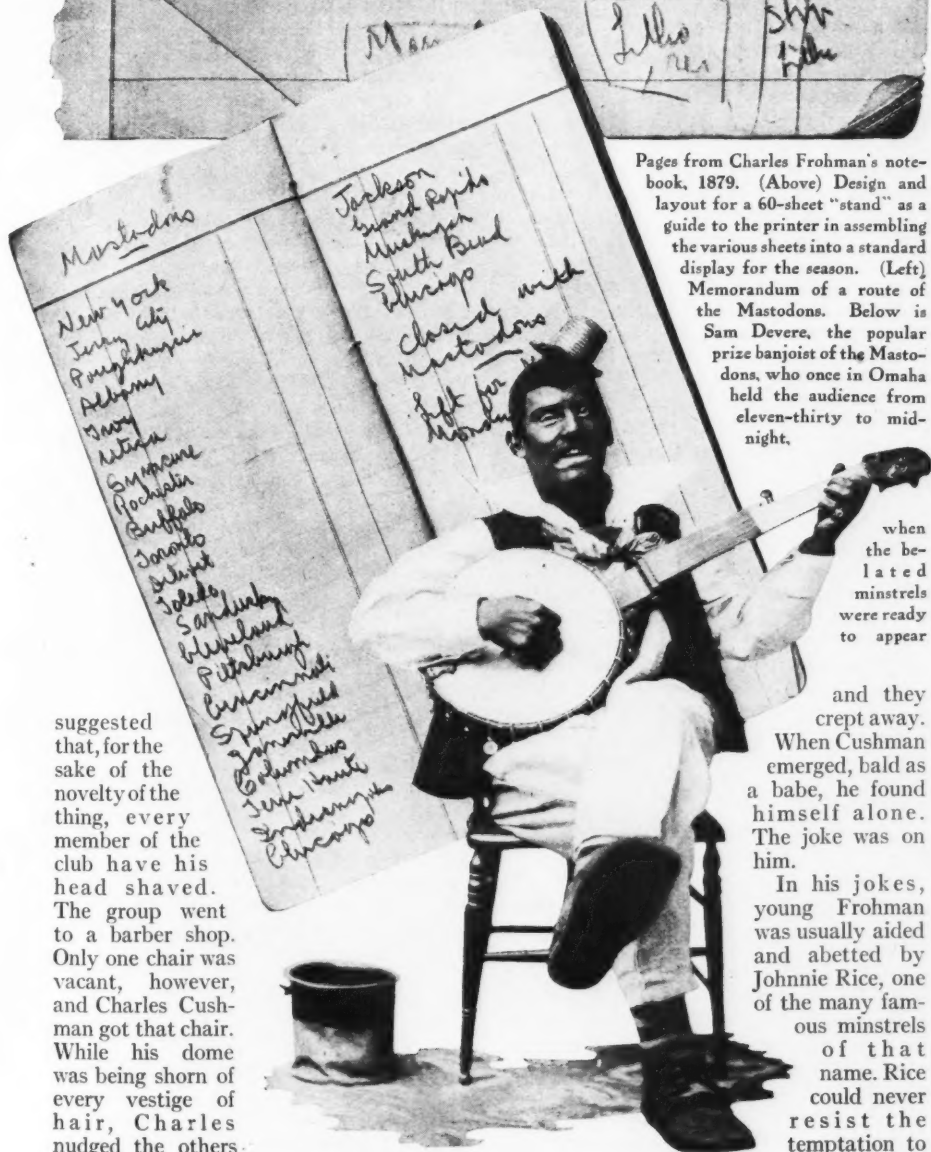 Litho
Litho
Pages from Charles Frohman's note-
book, 1879. (Above) Design and
layout for a 60-sheet "stand" as a
guide to the printer in assembling
the various sheets into a standard
display for the season. (Left)
Memorandum of a route of
the Mastodons. Below is
Sam Devere, the popular
prize banjoist of the Masto-
dons, who once in Omaha
held the audience from
eleven-thirty to mid-
night,
Mastodons
New York
Jersey City
Poughkeepsie
Albany
Troy
Utica
Syracuse
Rochester
Buffalo
Toronto
Detroit
Toledo
Sandusky
Cleveland
Pittsburgh
Cincinnati
Springfield
Zanesville
Columbus
Terre Haute
Indianapolis
Chicago
Jackson
Grand Rapids
Muskegon
South Bend
Chicago
Closed with
Mastodons
Left for
suggested
that, for the
sake of the
novelty of the
thing, every
member of the
club have his
head shaved.
The group went
to a barber shop.
Only one chair was
vacant, however,
and Charles Cush-
man got that chair.
While his dome
was being shorn of
every vestige of
hair, Charles
nudged the others
when
the be-
lated
minstrels
were ready
to appear
and they
crept away.
When Cushman
emerged, bald as
a babe, he found
himself alone.
The joke was on
him.
In his jokes,
young Frohman
was usually aided
and abetted by
Johnnie Rice, one
of the many fam-
ous minstrels
of that
name. Rice
could never
resist the
temptation to